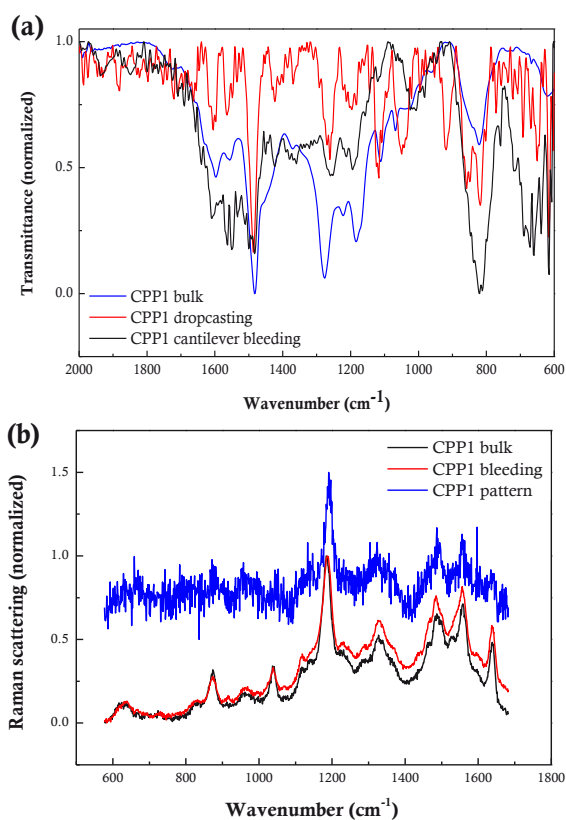 (a)
Transmittance (normalized)
1.0
0.5
0.0
CPP1 bulk
CPP1 dropcasting
CPP1 cantilever bleeding
2000 1800 1600 1400 1200 1000 800 600
Wavenumber (cm-1)
(b)
Raman scattering (normalized)
1.5
1.0
0.5
0.0
CPP1 bulk
CPP1 bleeding
CPP1 pattern
600 800 1000 1200 1400 1600 1800
Wavenumber (cm-1)